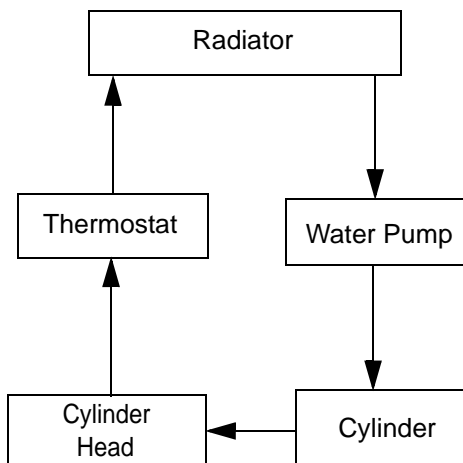 Radiator
Thermostat
Water Pump
Cylinder
Head
Cylinder